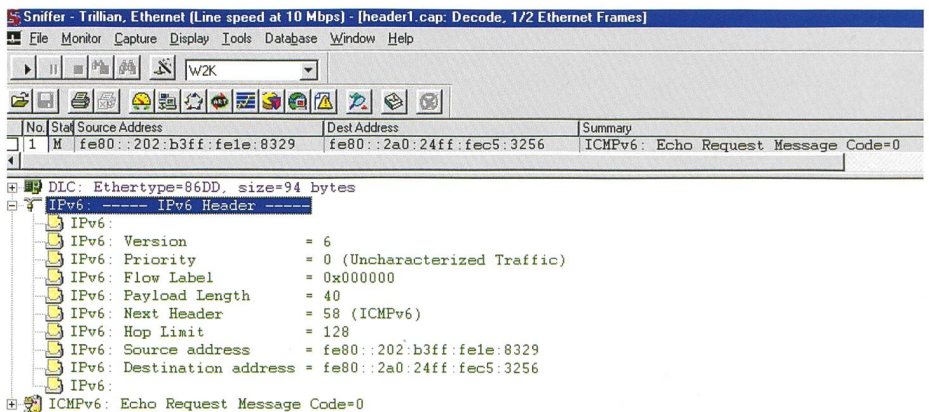 Sniffer - Trillian, Ethernet (Line speed at 10 Mbps) - [header1.cap: Decode, 1/2 Ethernet Frames]
File Monitor Capture Display Tools Database Window Help
W2K
No. Stat Source Address Dest Address Summary
1 M fe80::202:b3ff:fe1e:8329 fe80::2a0:24ff:fec5:3256 ICMPv6: Echo Request Message Code=0
DLC: Ethertype=86DD, size=94 bytes
IPv6: ----- IPv6 Header -----
IPv6:
IPv6: Version = 6
IPv6: Priority = 0 (Uncharacterized Traffic)
IPv6: Flow Label = 0x000000
IPv6: Payload Length = 40
IPv6: Next Header = 58 (ICMPv6)
IPv6: Hop Limit = 128
IPv6: Source address = fe80::202:b3ff:fe1e:8329
IPv6: Destination address = fe80::2a0:24ff:fec5:3256
IPv6:
ICMPv6: Echo Request Message Code=0